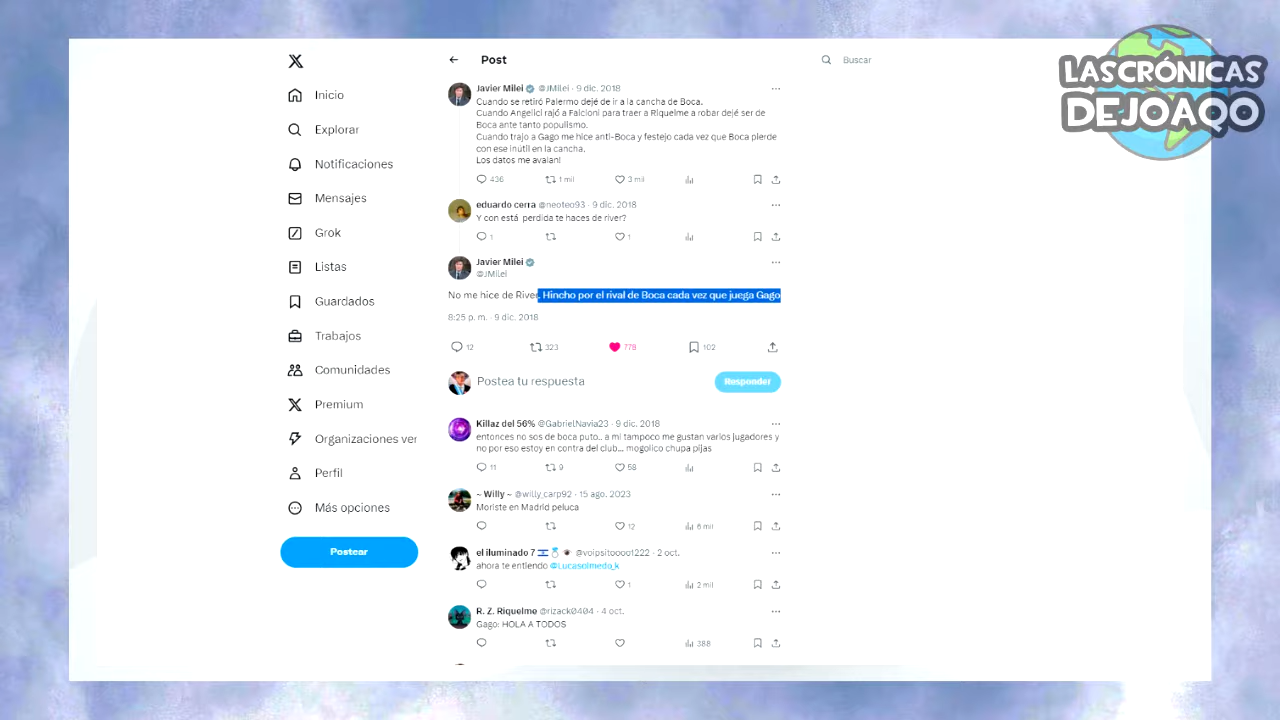 LAS CRÓNICAS
DE JOAQO
Post
Buscar
Inicio
Explorar
Notificaciones
Mensajes
Grok
Listas
Guardados
Trabajos
Comunidades
Premium
Organizaciones ver
Perfil
Más opciones
Postear
Javier Milei @JMilei · 9 dic. 2018
Cuando se retiró Palermo dejé de ir a la cancha de Boca.
Cuando Angelici rajó a Falcioni para traer a Riquelme a robar dejé ser de
Boca ante tanto populismo.
Cuando trajo a Gago me hice anti-Boca y festejo cada vez que Boca pierde
con ese inútil en la cancha.
Los datos me avalan!
436 1 mil 3 mil
eduardo cerra @neoteo93 · 9 dic. 2018
Y con está perdida te haces de river?
1 1
Javier Milei
@JMilei
No me hice de River. Hincho por el rival de Boca cada vez que juega Gago
8:25 p. m. · 9 dic. 2018
12 323 778 102
Postea tu respuesta
Responder
Killaz del 56% @GabrielNavia23 · 9 dic. 2018
entonces no sos de boca puto.. a mi tampoco me gustan varios jugadores y
no por eso estoy en contra del club... mogolico chupa pijas
11 9 58
~ Willy ~ @willy_carp92 · 15 ago. 2023
Moriste en Madrid peluca
12 6 mil
el iluminado 7 @voipsitoooo1222 · 2 oct.
ahora te entiendo @Lucasolmedo_k
1 2 mil
R. Z. Riquelme @rizack0404 · 4 oct.
Gago: HOLA A TODOS
388